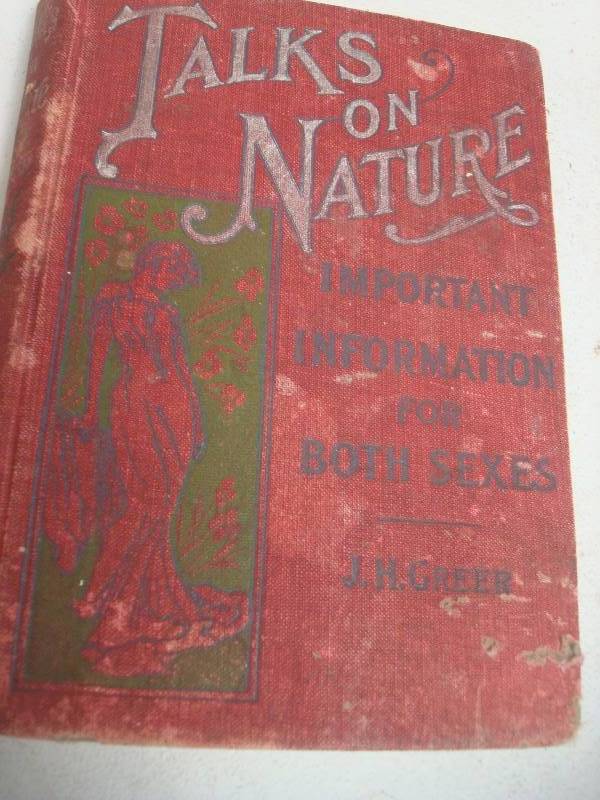 TALKS
ON
NATURE
IMPORTANT
INFORMATION
FOR
BOTH SEXES
J. H. GREER